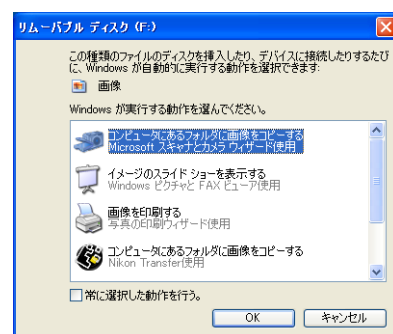 リムーバブル ディスク (F:)
この種類のファイルのディスクを挿入したり、デバイスに接続したりするたび
に、Windows が自動的に実行する動作を選択できます:
画像
Windows が実行する動作を選んでください。
コンピュータにあるフォルダに画像をコピーする
Microsoft スキャナとカメラ ウィザード使用
イメージのスライド ショーを表示する
Windows ピクチャと FAX ビューア使用
画像を印刷する
写真の印刷ウィザード使用
コンピュータにあるフォルダに画像をコピーする
Nikon Transfer使用
常に選択した動作を行う。
OK
キャンセル